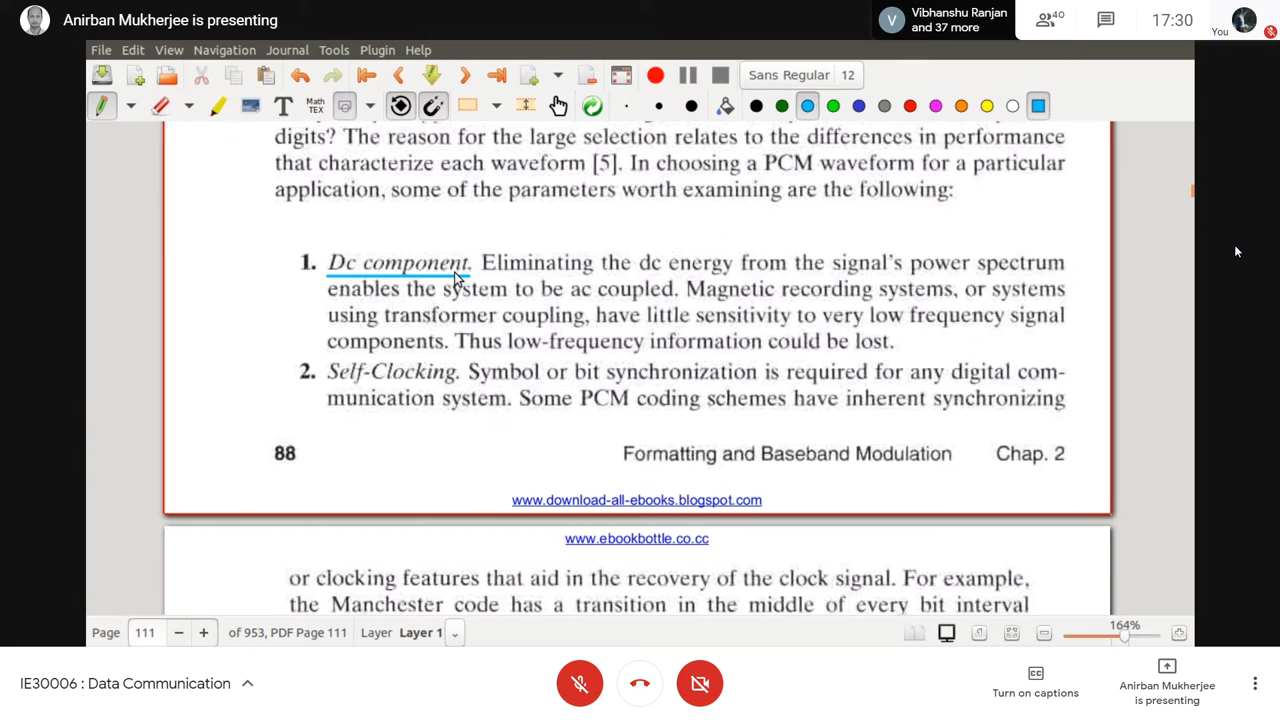 Anirban Mukherjee is presenting
V
Vibhanshu Ranjan
and 37 more
40
17:30
You
File Edit View Navigation Journal Tools Plugin Help
Sans Regular 12
T Math TEX
digits? The reason for the large selection relates to the differences in performance
that characterize each waveform [5]. In choosing a PCM waveform for a particular
application, some of the parameters worth examining are the following:
1. Dc component. Eliminating the dc energy from the signal's power spectrum
enables the system to be ac coupled. Magnetic recording systems, or systems
using transformer coupling, have little sensitivity to very low frequency signal
components. Thus low-frequency information could be lost.
2. Self-Clocking. Symbol or bit synchronization is required for any digital com-
munication system. Some PCM coding schemes have inherent synchronizing
88 Formatting and Baseband Modulation Chap. 2
www.download-all-ebooks.blogspot.com
www.ebookbottle.co.cc
or clocking features that aid in the recovery of the clock signal. For example,
the Manchester code has a transition in the middle of every bit interval
Page 111 − + of 953, PDF Page 111 Layer Layer 1 164%
IE30006 : Data Communication
CC
Turn on captions
Anirban Mukherjee
is presenting